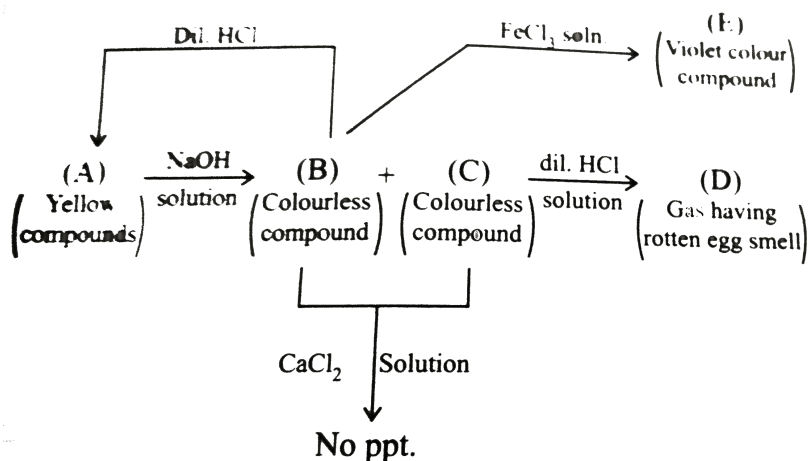 Dil. HCl
FeCl₃ soln
(E)
(Violet colour
compound)
(A)
(Yellow
compounds)
NaOH
solution
(B)
(Colourless
compound)
+
(C)
(Colourless
compound)
dil. HCl
solution
(D)
(Gas having
rotten egg smell)
CaCl₂ Solution
No ppt.